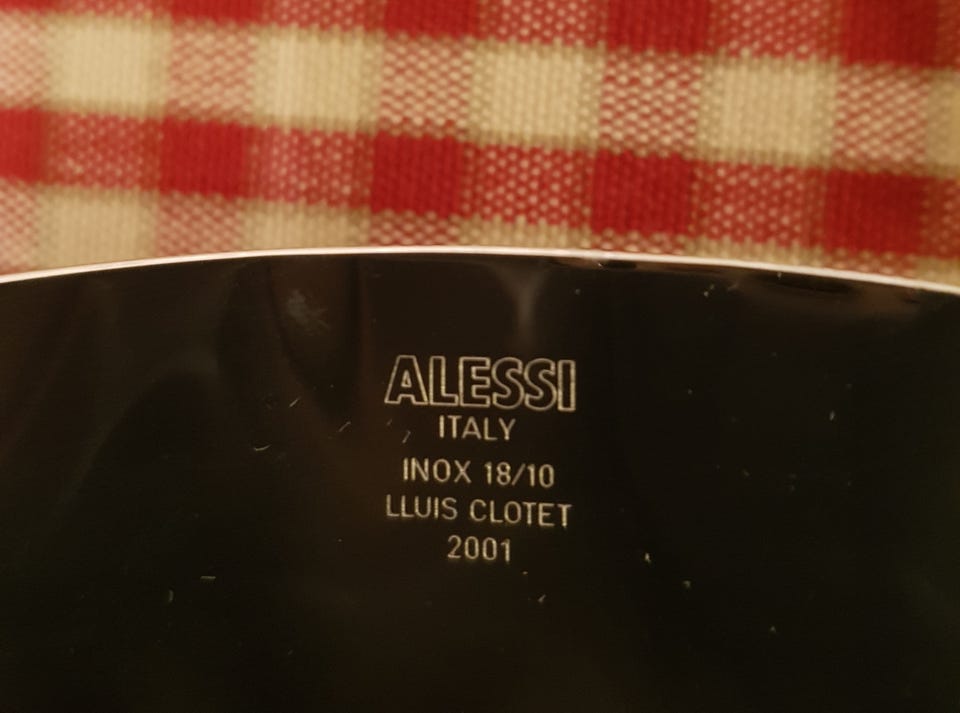 ALESSI
ITALY
INOX 18/10
LLUIS CLOTET
2001